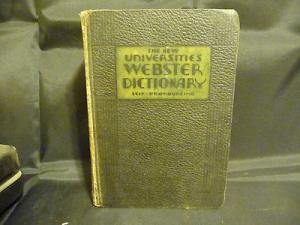 THE NEW
UNIVERSITIES
WEBSTER
DICTIONARY
SELF-PRONOUNCING